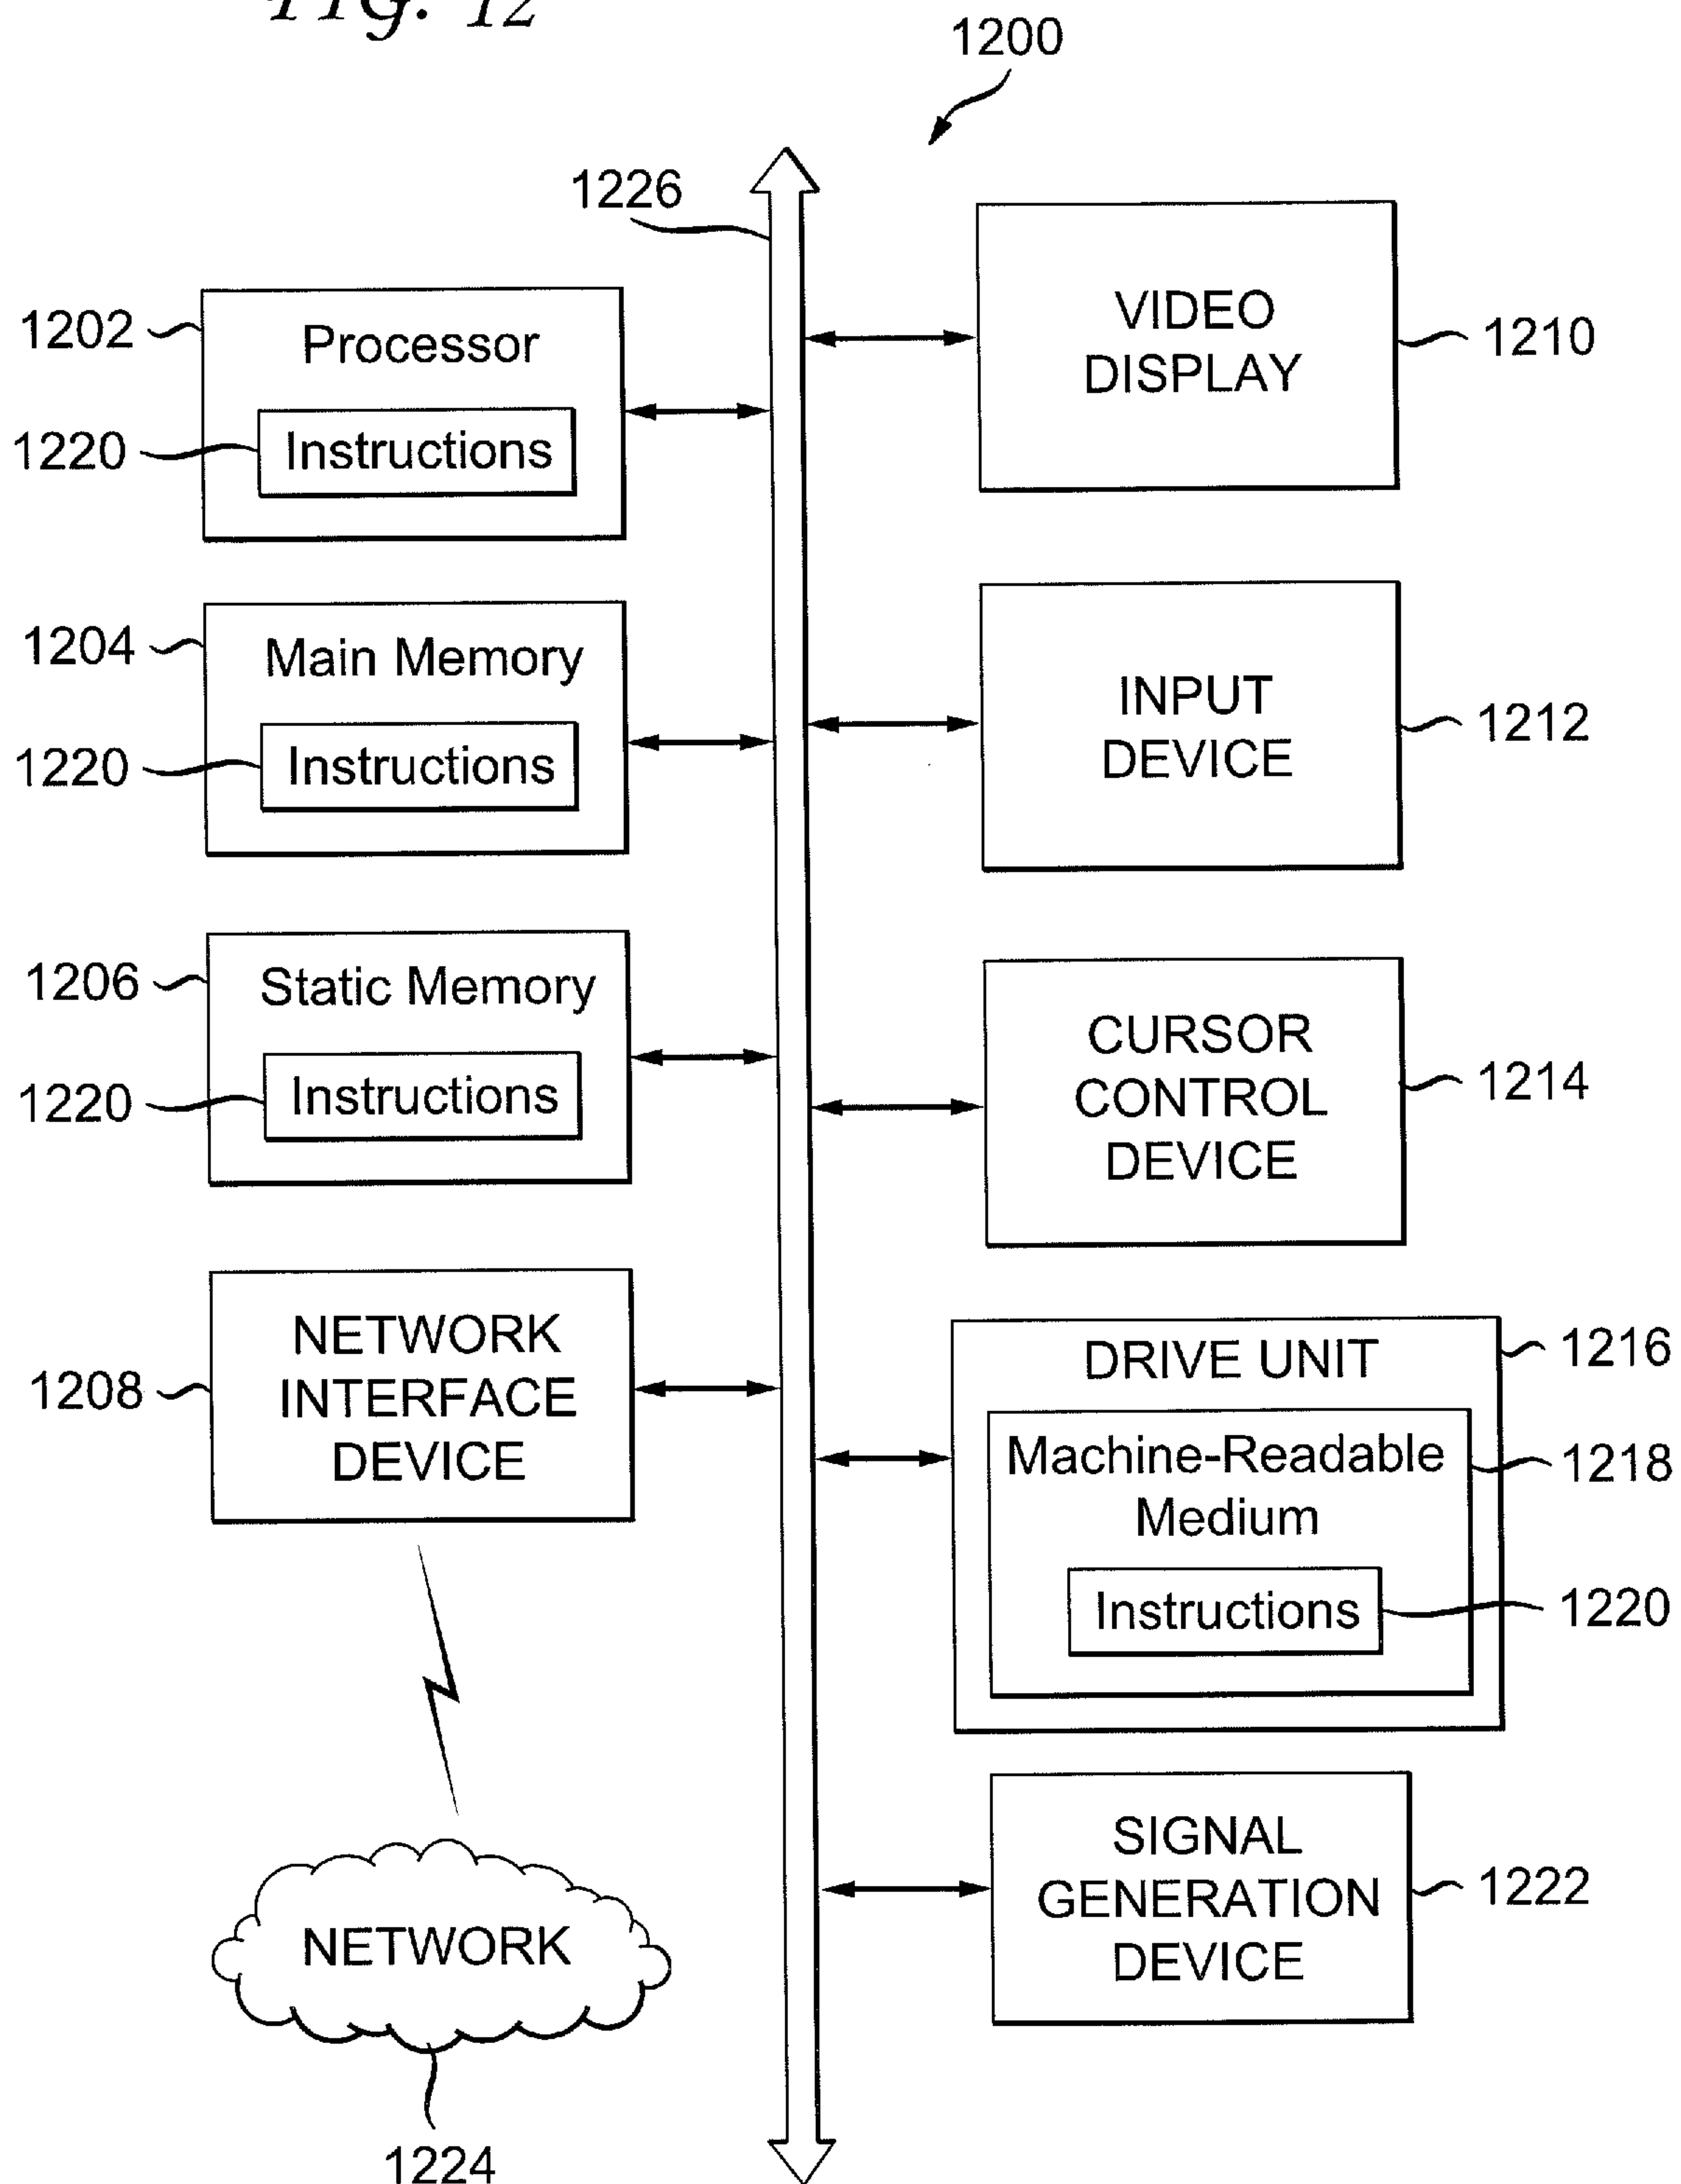 FIG. 12
1200
1226
1202
Processor
1220
Instructions
1204
Main Memory
1220
Instructions
1206
Static Memory
1220
Instructions
1208
NETWORK
INTERFACE
DEVICE
NETWORK
1224
VIDEO
DISPLAY
1210
INPUT
DEVICE
1212
CURSOR
CONTROL
DEVICE
1214
DRIVE UNIT
1216
Machine-Readable
Medium
1218
Instructions
1220
SIGNAL
GENERATION
DEVICE
1222